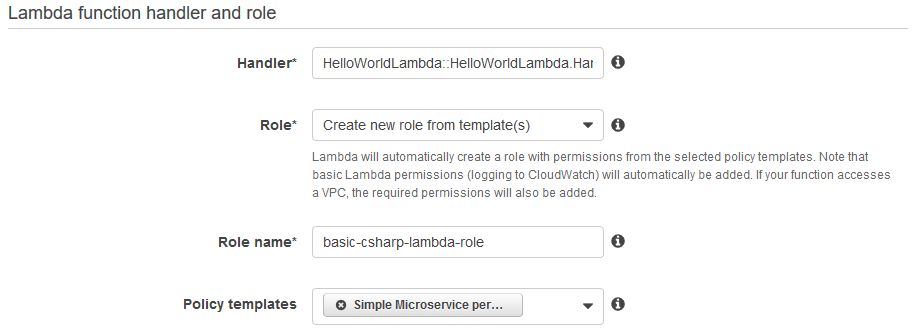 Lambda function handler and role
Handler*
HelloWorldLambda::HelloWorldLambda.Har
Role*
Create new role from template(s)
Lambda will automatically create a role with permissions from the selected policy templates. Note that
basic Lambda permissions (logging to CloudWatch) will automatically be added. If your function accesses
a VPC, the required permissions will also be added.
Role name*
basic-csharp-lambda-role
Policy templates
Simple Microservice per...